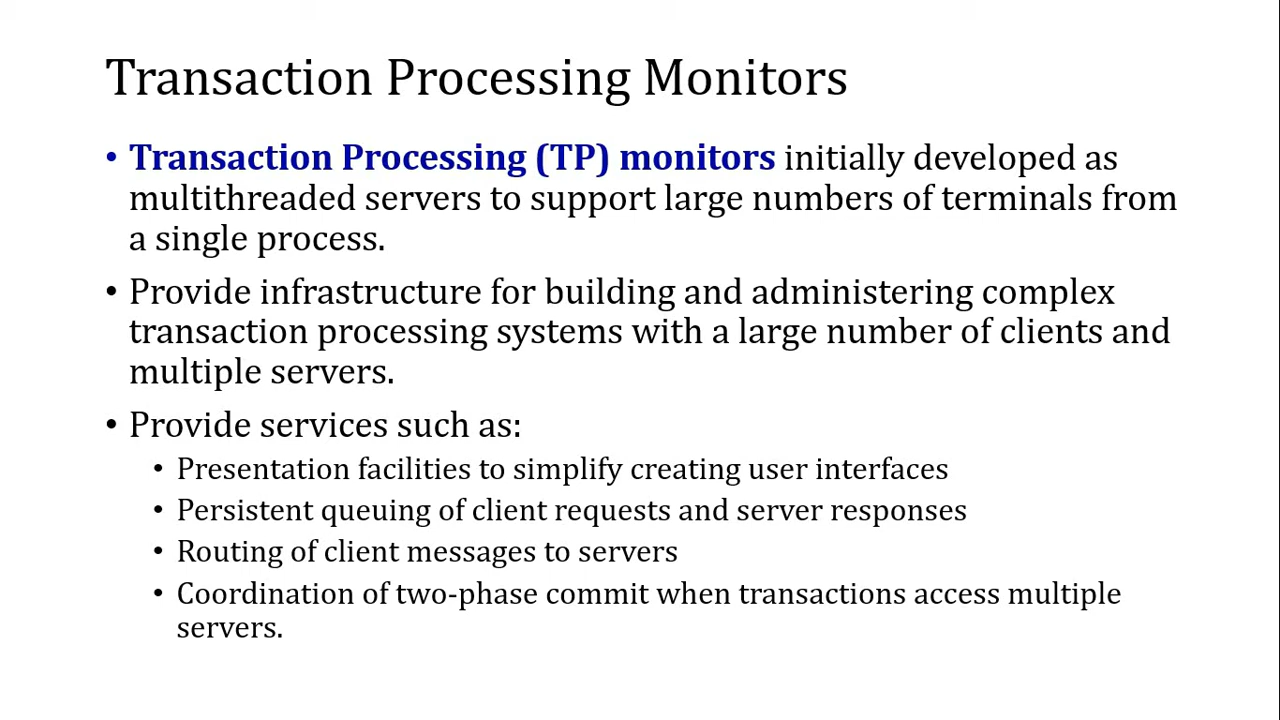 Transaction Processing Monitors
• Transaction Processing (TP) monitors initially developed as
multithreaded servers to support large numbers of terminals from
a single process.
• Provide infrastructure for building and administering complex
transaction processing systems with a large number of clients and
multiple servers.
• Provide services such as:
• Presentation facilities to simplify creating user interfaces
• Persistent queuing of client requests and server responses
• Routing of client messages to servers
• Coordination of two-phase commit when transactions access multiple
servers.